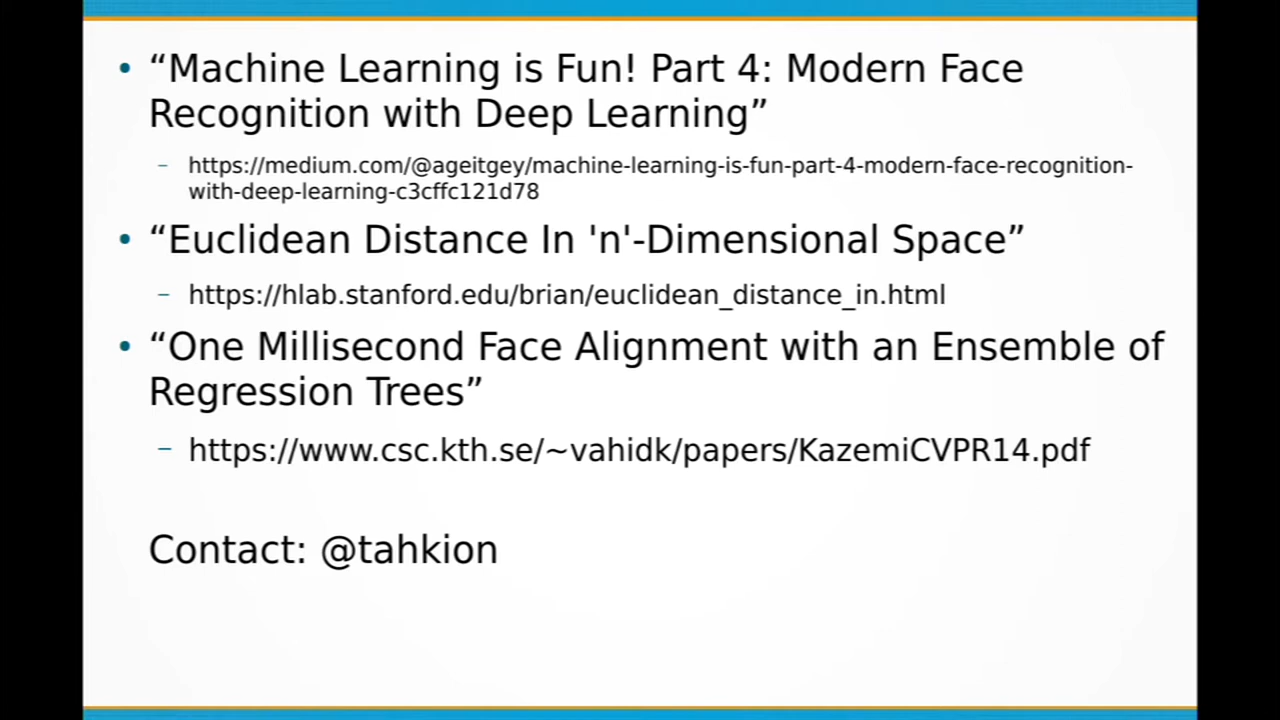 • “Machine Learning is Fun! Part 4: Modern Face
Recognition with Deep Learning”
– https://medium.com/@ageitgey/machine-learning-is-fun-part-4-modern-face-recognition-
with-deep-learning-c3cffc121d78
• “Euclidean Distance In 'n'-Dimensional Space”
– https://hlab.stanford.edu/brian/euclidean_distance_in.html
• “One Millisecond Face Alignment with an Ensemble of
Regression Trees”
– https://www.csc.kth.se/~vahidk/papers/KazemiCVPR14.pdf
Contact: @tahkion